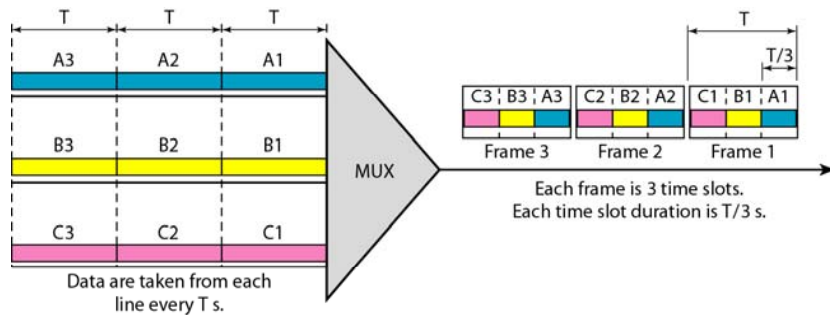 T T T
A3 A2 A1
B3 B2 B1
C3 C2 C1
Data are taken from each
line every T s.
MUX
T
T/3
C3 B3 A3 C2 B2 A2 C1 B1 A1
Frame 3 Frame 2 Frame 1
Each frame is 3 time slots.
Each time slot duration is T/3 s.